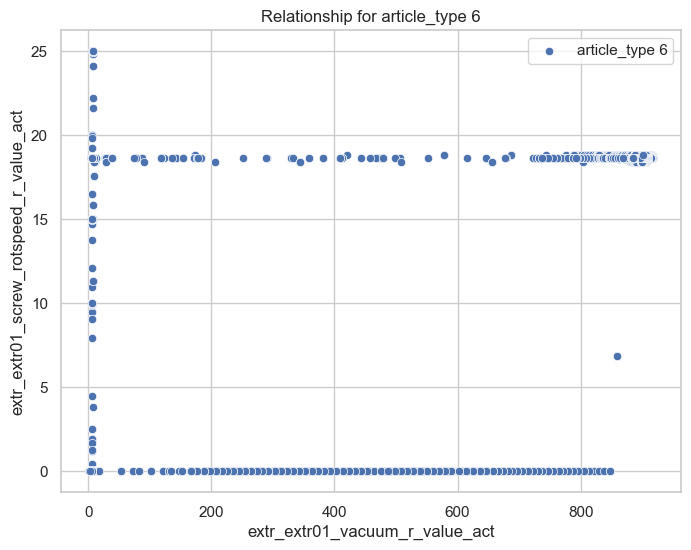 Relationship for article_type 6
article_type 6
extr_extr01_screw_rotspeed_r_value_act
25
20
15
10
5
0
0 200 400 600 800
extr_extr01_vacuum_r_value_act